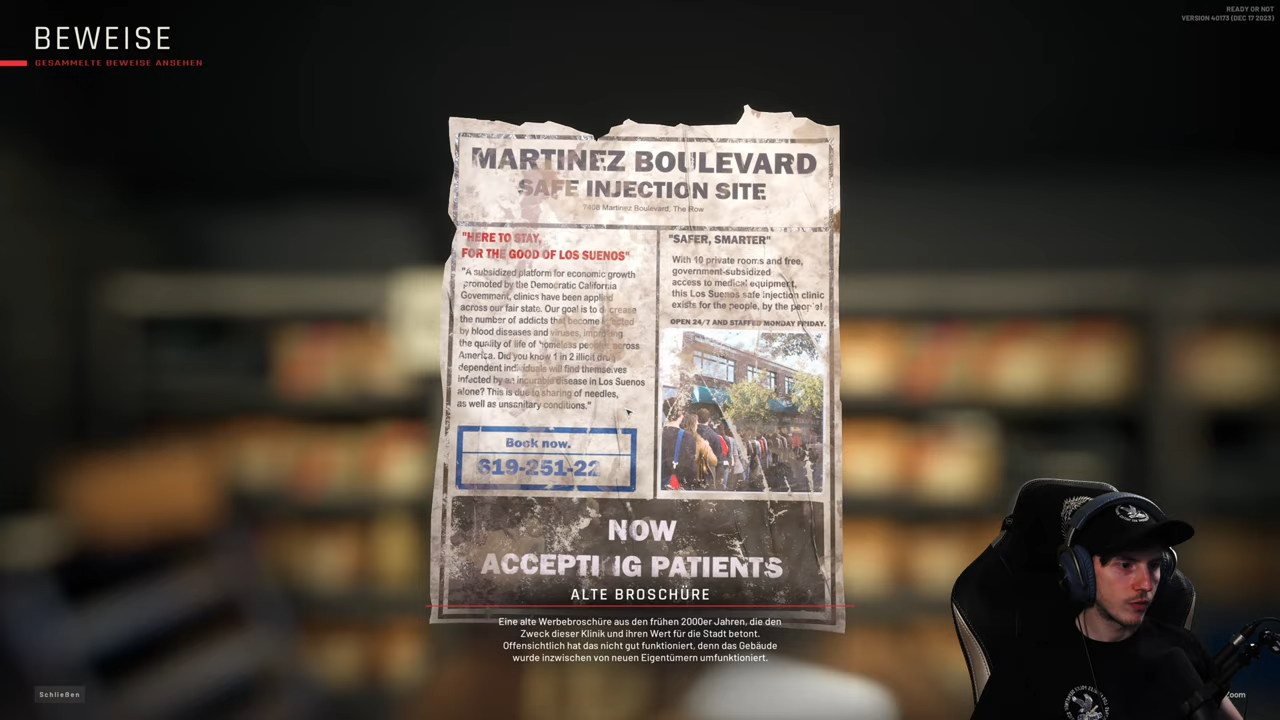 BEWEISE
GESAMMELTE BEWEISE ANSEHEN
READY OR NOT
VERSION 40173 (DEC 17 2023)
MARTINEZ BOULEVARD
SAFE INJECTION SITE
Martinez Boulevard, The Row
"HERE TO STAY,
FOR THE GOOD OF LOS SUENOS"
"A subsidized platform for economic growth
promoted by the Democratic California
Government, clinics have been applied
across our fair state. Our goal is to decrease
the number of addicts that become infected
by blood diseases and viruses, impacting
the quality of life of homeless people across
America. Did you know 1 in 2 illicit drug
dependent individuals will find themselves
infected by an incurable disease in Los Suenos
alone? This is due to sharing of needles,
as well as unsanitary conditions."
Book now.
619-251-22
"SAFER, SMARTER"
With 10 private rooms and free,
government-subsidized
access to medical equipment,
this Los Suenos safe injection clinic
exists for the people, by the people!
OPEN 24/7 AND STAFFED MONDAY FRIDAY.
NOW
ACCEPTING PATIENTS
ALTE BROSCHÜRE
Eine alte Werbebroschüre aus den frühen 2000er Jahren, die den
Zweck dieser Klinik und ihren Wert für die Stadt betont.
Offensichtlich hat das nicht gut funktioniert, denn das Gebäude
wurde inzwischen von neuen Eigentümern umfunktioniert.
Schließen